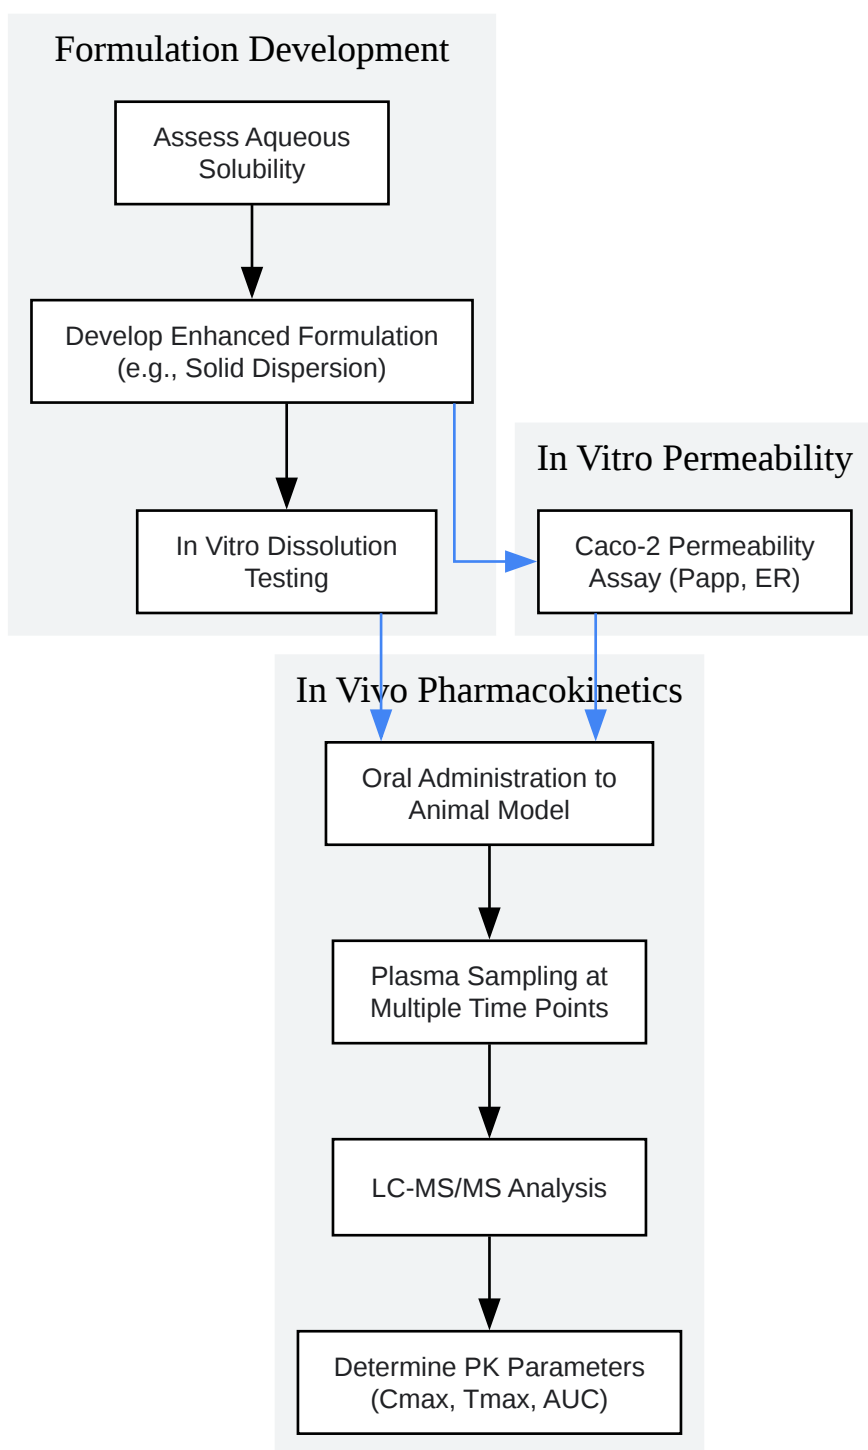 Formulation Development
Assess Aqueous
Solubility
Develop Enhanced Formulation
(e.g., Solid Dispersion)
In Vitro Dissolution
Testing
In Vitro Permeability
Caco-2 Permeability
Assay (Papp, ER)
In Vivo Pharmacokinetics
Oral Administration to
Animal Model
Plasma Sampling at
Multiple Time Points
LC-MS/MS Analysis
Determine PK Parameters
(Cmax, Tmax, AUC)